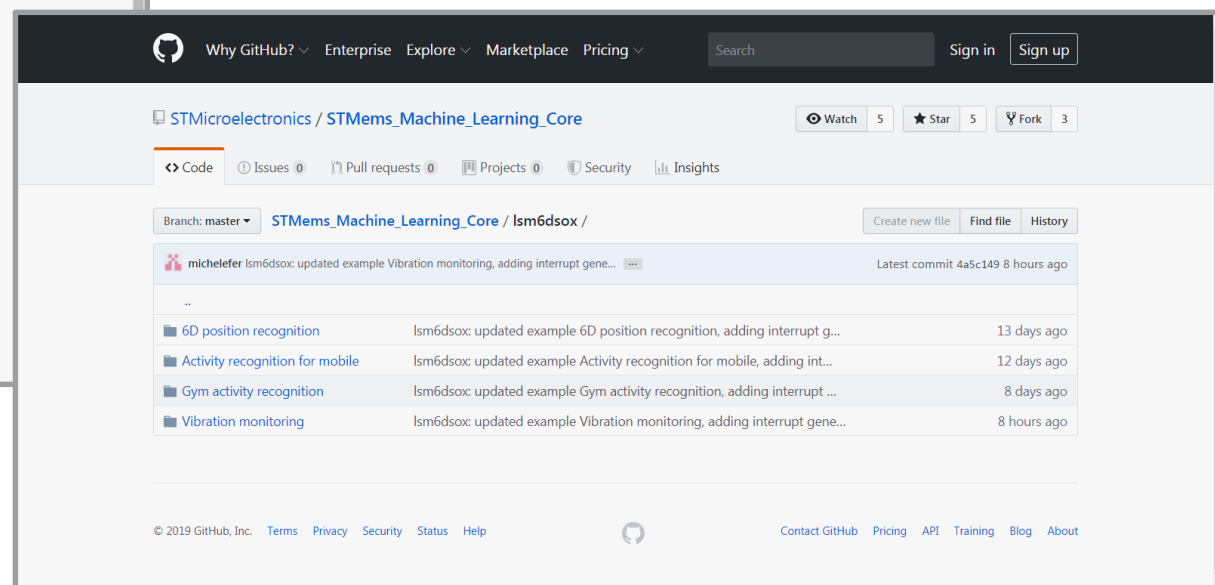 Why GitHub? Enterprise Explore Marketplace Pricing Search Sign in Sign up
STMicroelectronics / STMems_Machine_Learning_Core Watch 5 Star 5 Fork 3
Code Issues 0 Pull requests 0 Projects 0 Security Insights
Branch: master STMems_Machine_Learning_Core / lsm6dsox / Create new file Find file History
michelefer lsm6dsox: updated example Vibration monitoring, adding interrupt gene... ... Latest commit 4a5c149 8 hours ago
..
6D position recognition lsm6dsox: updated example 6D position recognition, adding interrupt g... 13 days ago
Activity recognition for mobile lsm6dsox: updated example Activity recognition for mobile, adding int... 12 days ago
Gym activity recognition lsm6dsox: updated example Gym activity recognition, adding interrupt ... 8 days ago
Vibration monitoring lsm6dsox: updated example Vibration monitoring, adding interrupt gene... 8 hours ago
© 2019 GitHub, Inc. Terms Privacy Security Status Help Contact GitHub Pricing API Training Blog About